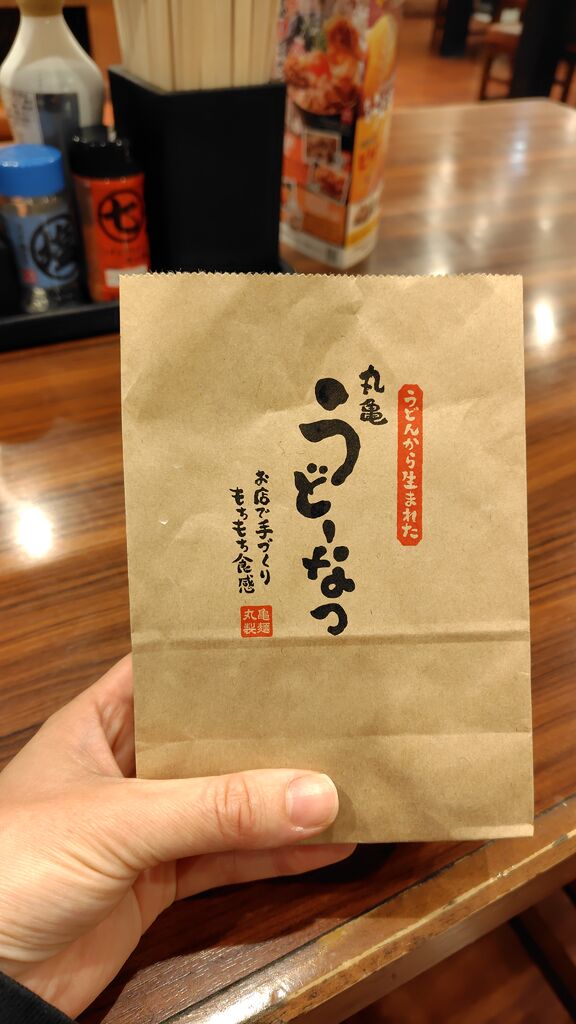 うどんから生まれた
丸亀
うどーなつ
お店で手づくり
もちもち食感
丸亀
製麺
七
塩